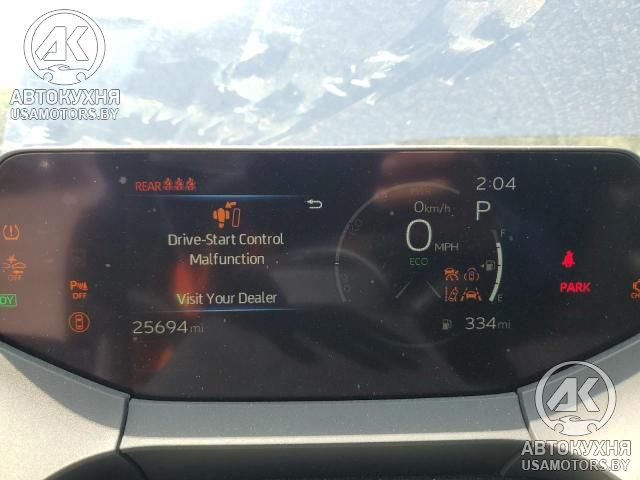 АК
АВТОКУХНЯ
USAMOTORS.BY
REAR
2:04
0 km/h
P
Drive-Start Control
Malfunction
0 MPH
F
ECO
OFF
P
OFF
PARK
Visit Your Dealer
E
25694 mi
334 mi
АК
АВТОКУХНЯ
USAMOTORS.BY